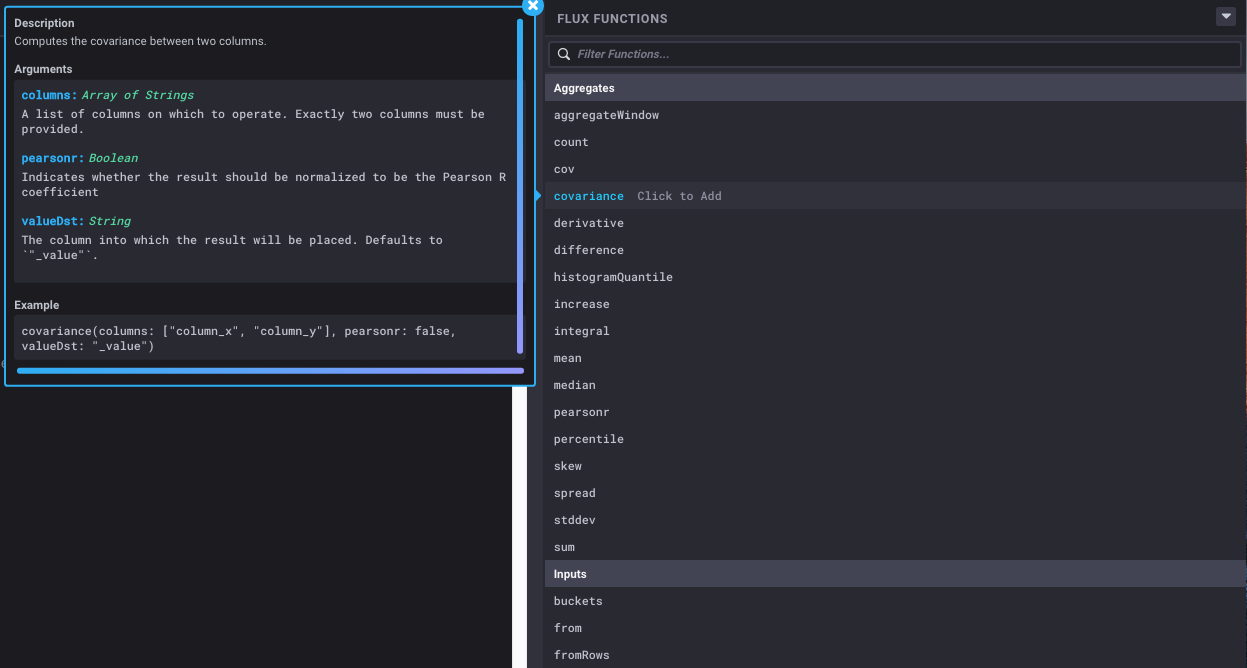 Description
Computes the covariance between two columns.
Arguments
columns: Array of Strings
A list of columns on which to operate. Exactly two columns must be
provided.
pearsonr: Boolean
Indicates whether the result should be normalized to be the Pearson R
coefficient
valueDst: String
The column into which the result will be placed. Defaults to
`"_value"`.
Example
covariance(columns: ["column_x", "column_y"], pearsonr: false,
valueDst: "_value")
FLUX FUNCTIONS
Filter Functions...
Aggregates
aggregateWindow
count
cov
covariance Click to Add
derivative
difference
histogramQuantile
increase
integral
mean
median
pearsonr
percentile
skew
spread
stddev
sum
Inputs
buckets
from
fromRows